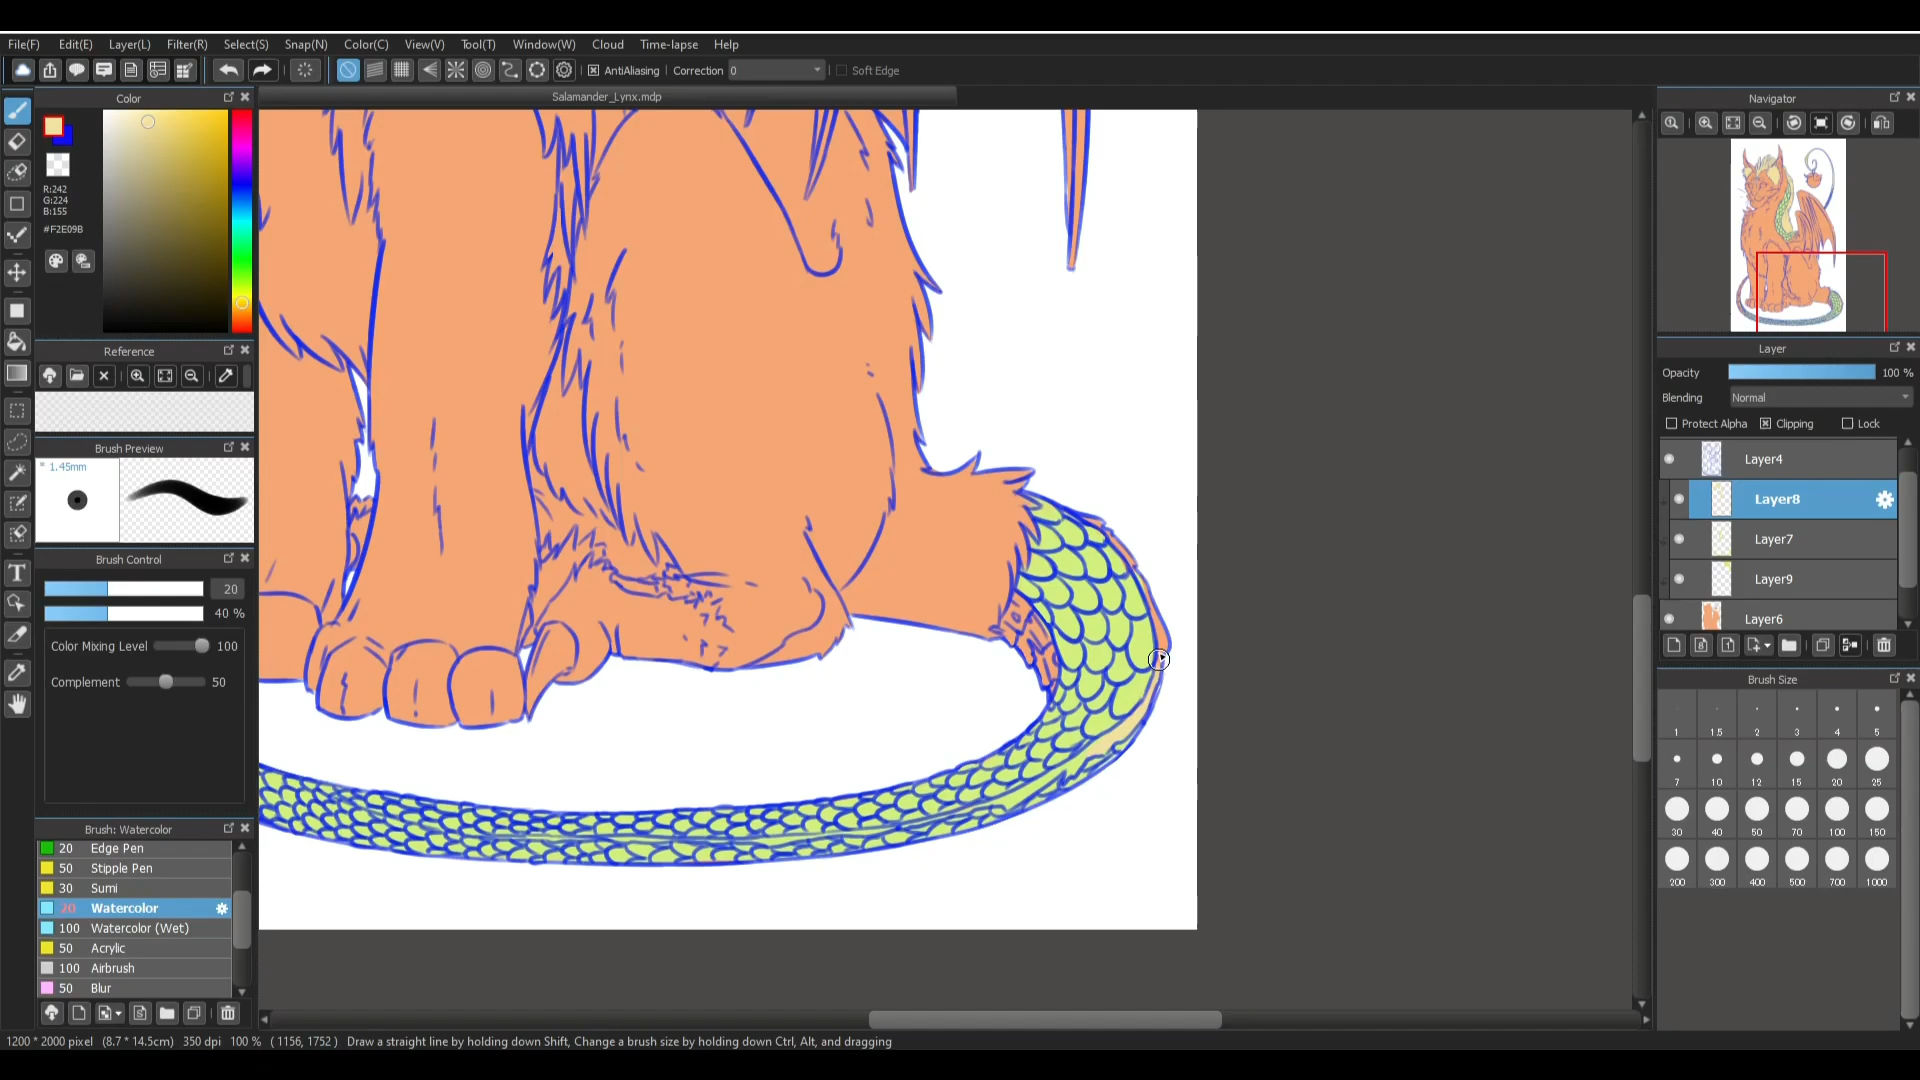 File(F) Edit(E) Layer(L) Filter(R) Select(S) Snap(N) Color(C) View(V) Tool(T) Window(W) Cloud Time-lapse Help
AntiAliasing Correction 0 Soft Edge
Color
R:242
G:224
B:155
#F2E09B
Reference
Brush Preview
1.45mm
Brush Control
20
40 %
Color Mixing Level 100
Complement 50
Brush: Watercolor
20 Edge Pen
50 Stipple Pen
30 Sumi
20 Watercolor
100 Watercolor (Wet)
50 Acrylic
100 Airbrush
50 Blur
Salamander_Lynx.mdp
Navigator
Layer
Opacity 100 %
Blending Normal
Protect Alpha Clipping Lock
Layer4
Layer8
Layer7
Layer9
Layer6
Brush Size
1 1.5 2 3 4 5
7 10 12 15 20 25
30 40 50 70 100 150
200 300 400 500 700 1000
1200 * 2000 pixel (8.7 * 14.5cm) 350 dpi 100 % ( 1156, 1752 ) Draw a straight line by holding down Shift, Change a brush size by holding down Ctrl, Alt, and dragging